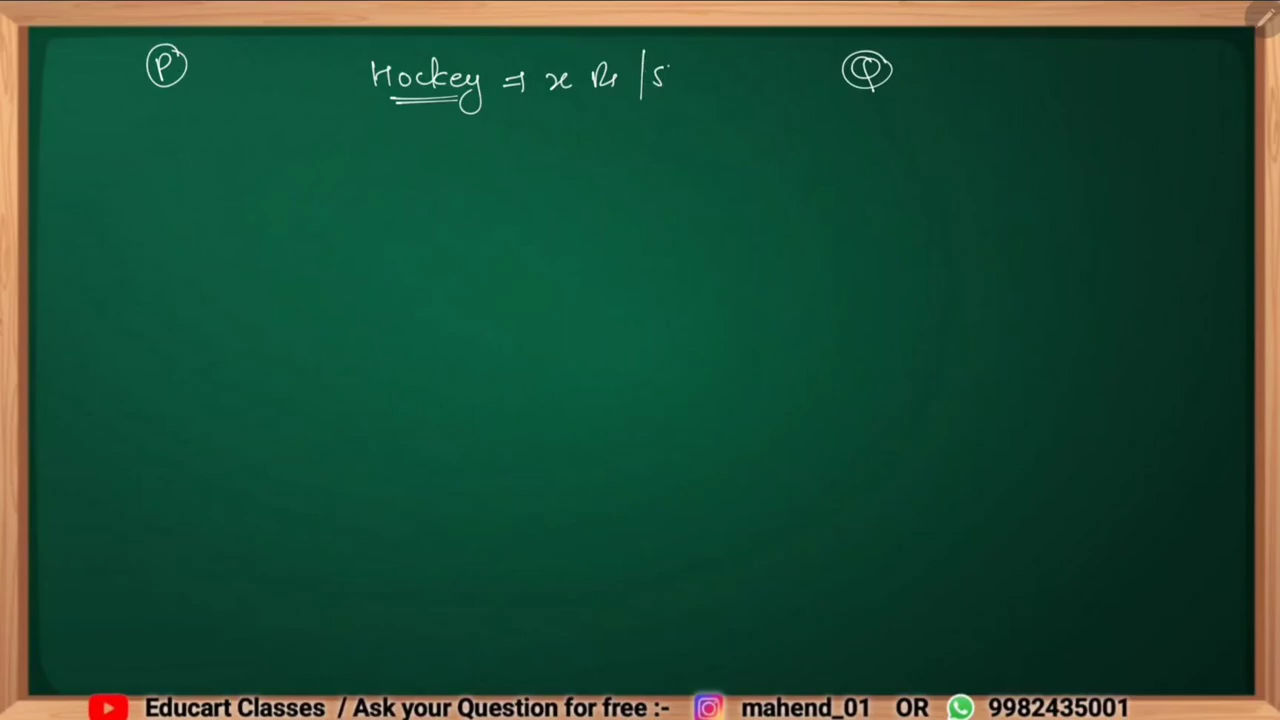 P Hockey ⇒ x Rs / s Q
Educart Classes / Ask your Question for free :- mahend_01 OR 9982435001